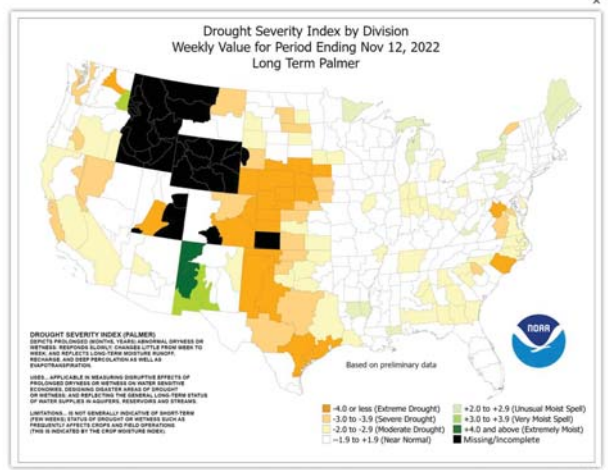 Drought Severity Index by Division
Weekly Value for Period Ending Nov 12, 2022
Long Term Palmer
DROUGHT SEVERITY INDEX (PALMER)
DEPICTS PROLONGED (MONTHS, YEARS) ABNORMAL DRYNESS OR
WETNESS; RESPONDS SLOWLY; CHANGES LITTLE FROM WEEK TO
WEEK; AND REFLECTS LONG-TERM MOISTURE RUNOFF,
RECHARGE, AND DEEP PERCOLATION AS WELL AS
EVAPOTRANSPIRATION.
USES... APPLICABLE IN MEASURING DISRUPTIVE EFFECTS OF
PROLONGED DRYNESS OR WETNESS ON WATER SENSITIVE
ECONOMIES; DESIGNING DISASTER AREAS OF DROUGHT
OR WETNESS; AND REFLECTING THE GENERAL LONG-TERM STATUS
OF WATER SUPPLIES IN AQUIFERS, RESERVOIRS AND STREAMS.
LIMITATIONS... IS NOT GENERALLY INDICATIVE OF SHORT-TERM
(FEW WEEKS) STATUS OF DROUGHT OR WETNESS SUCH AS
FREQUENTLY AFFECTS CROPS AND FIELD OPERATIONS
(THIS IS INDICATED BY THE CROP MOISTURE INDEX).
NOAA
Based on preliminary data
-4.0 or less (Extreme Drought)
-3.0 to -3.9 (Severe Drought)
-2.0 to -2.9 (Moderate Drought)
-1.9 to +1.9 (Near Normal)
+2.0 to +2.9 (Unusual Moist Spell)
+3.0 to +3.9 (Very Moist Spell)
+4.0 and above (Extremely Moist)
Missing/Incomplete